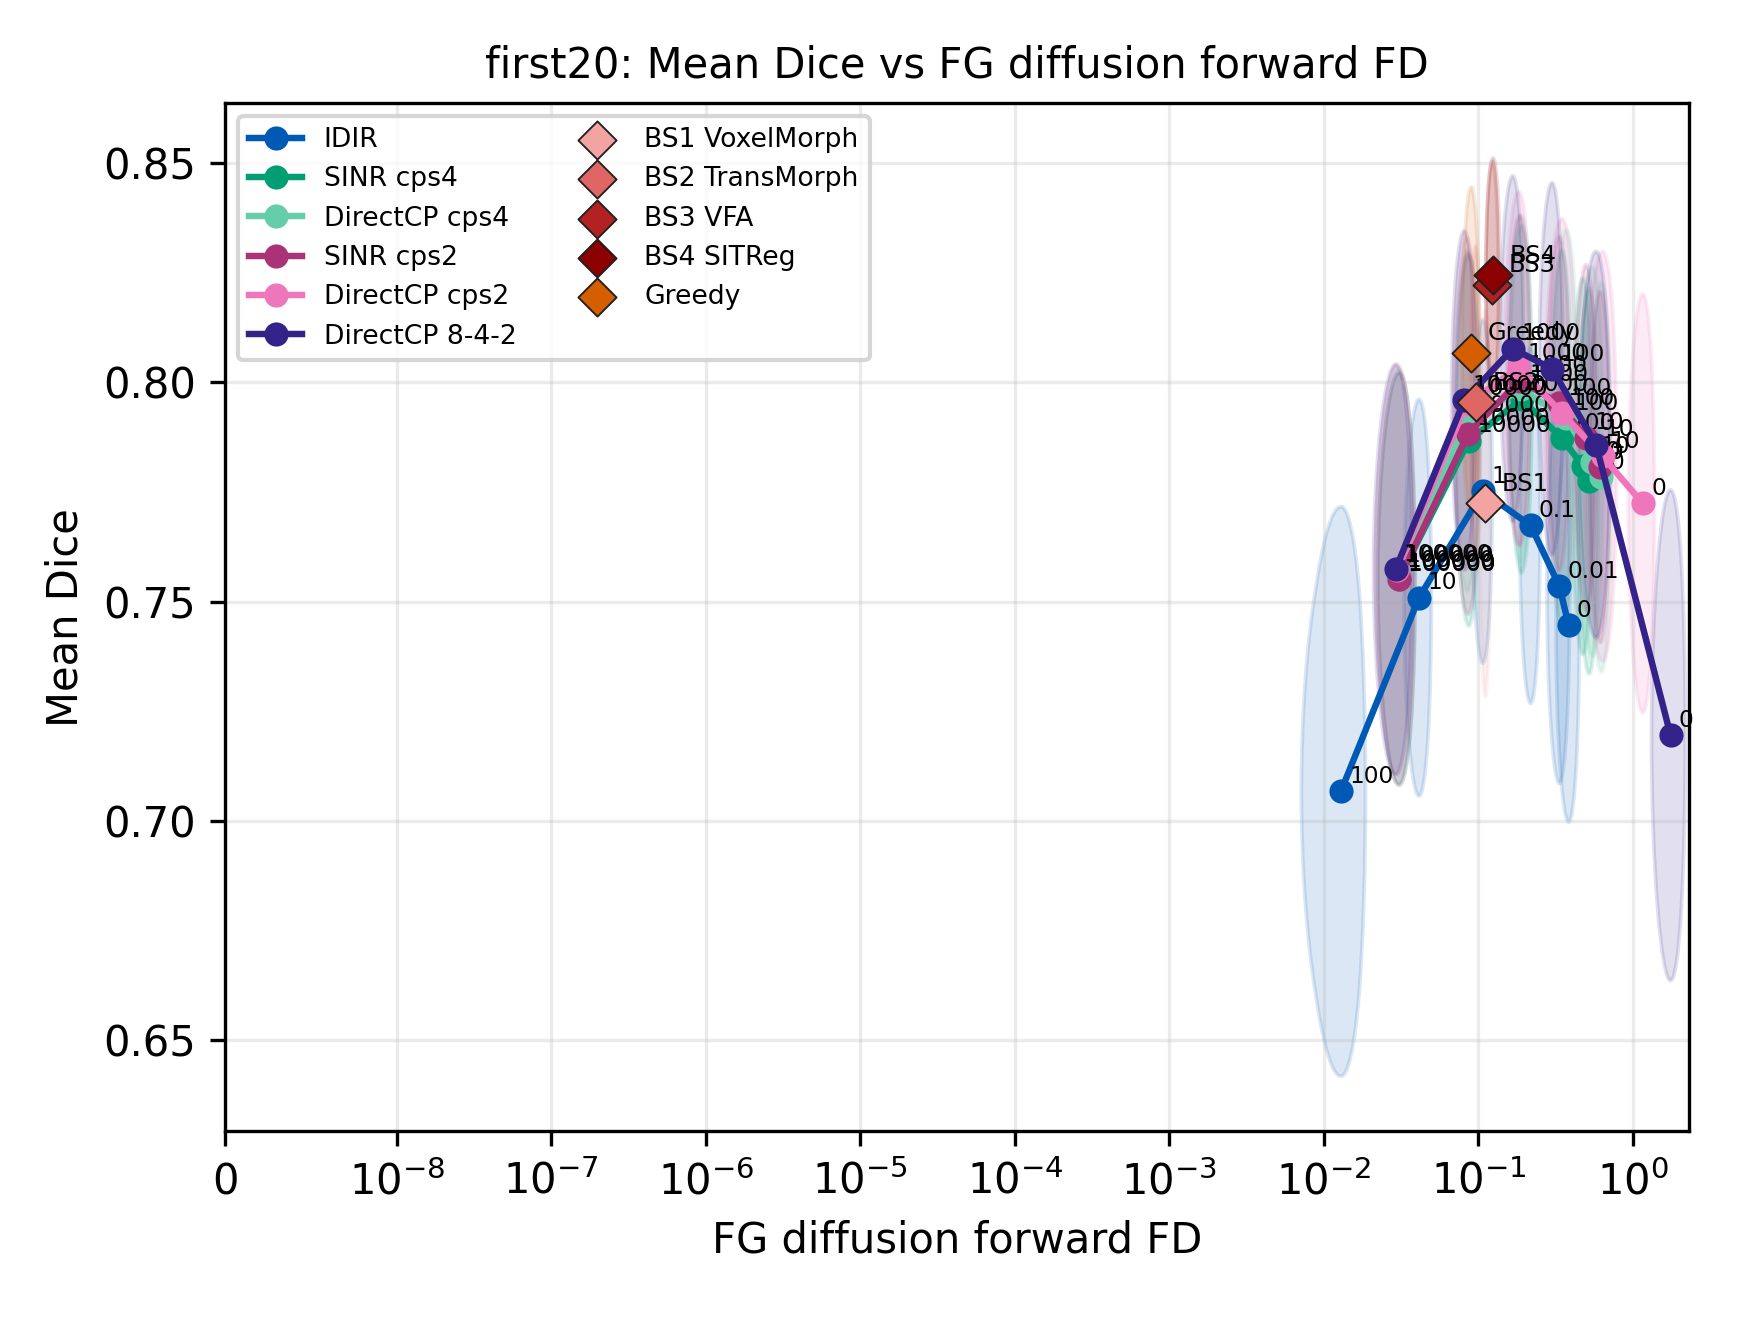 first20: Mean Dice vs FG diffusion forward FD
IDIR
SINR cps4
DirectCP cps4
SINR cps2
DirectCP cps2
DirectCP 8-4-2
BS1 VoxelMorph
BS2 TransMorph
BS3 VFA
BS4 SITReg
Greedy
Mean Dice
0.85
0.80
0.75
0.70
0.65
BS4
BS3
Greedy
1000
100
BS1
1
0.1
0.01
0
10
100
100000
10000
10
0
0
0 10⁻⁸ 10⁻⁷ 10⁻⁶ 10⁻⁵ 10⁻⁴ 10⁻³ 10⁻² 10⁻¹ 10⁰
FG diffusion forward FD